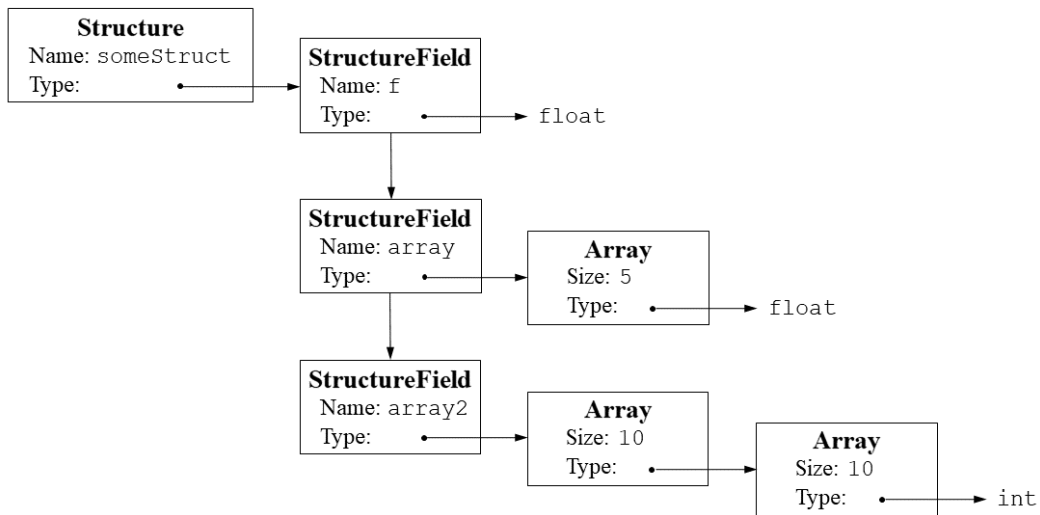 Structure
Name: someStruct
Type:
StructureField
Name: f
Type:
float
StructureField
Name: array
Type:
Array
Size: 5
Type:
float
StructureField
Name: array2
Type:
Array
Size: 10
Type:
Array
Size: 10
Type:
int